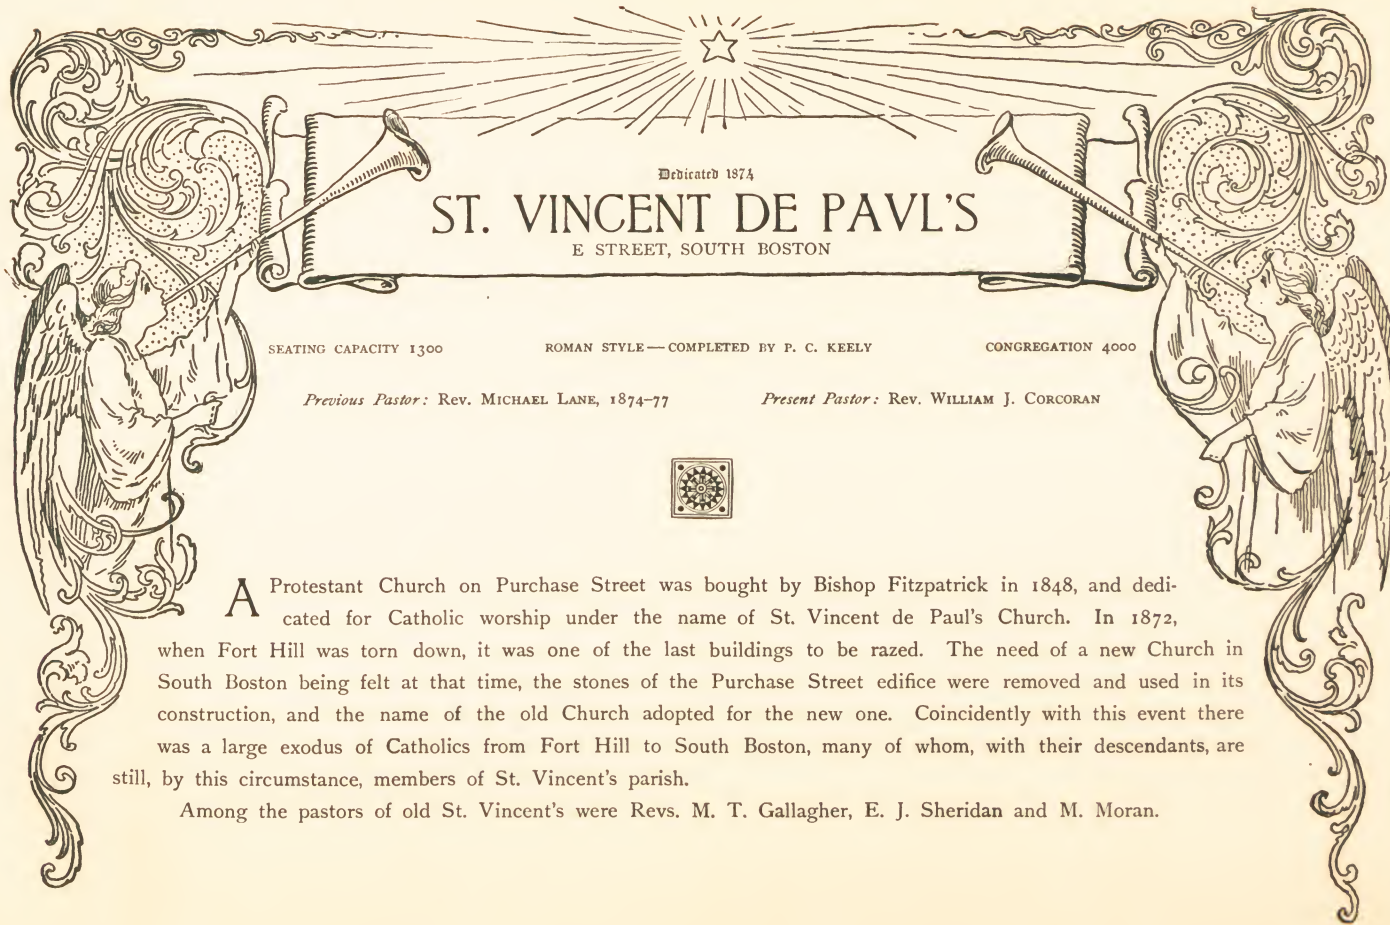 Dedicated 1874
ST. VINCENT DE PAVL'S
E STREET, SOUTH BOSTON
SEATING CAPACITY 1300 ROMAN STYLE—COMPLETED BY P. C. KEELY CONGREGATION 4000
Previous Pastor: Rev. MICHAEL LANE, 1874–77 Present Pastor: Rev. WILLIAM J. CORCORAN
A Protestant Church on Purchase Street was bought by Bishop Fitzpatrick in 1848, and dedi-
cated for Catholic worship under the name of St. Vincent de Paul's Church. In 1872,
when Fort Hill was torn down, it was one of the last buildings to be razed. The need of a new Church in
South Boston being felt at that time, the stones of the Purchase Street edifice were removed and used in its
construction, and the name of the old Church adopted for the new one. Coincidently with this event there
was a large exodus of Catholics from Fort Hill to South Boston, many of whom, with their descendants, are
still, by this circumstance, members of St. Vincent's parish.
Among the pastors of old St. Vincent's were Revs. M. T. Gallagher, E. J. Sheridan and M. Moran.